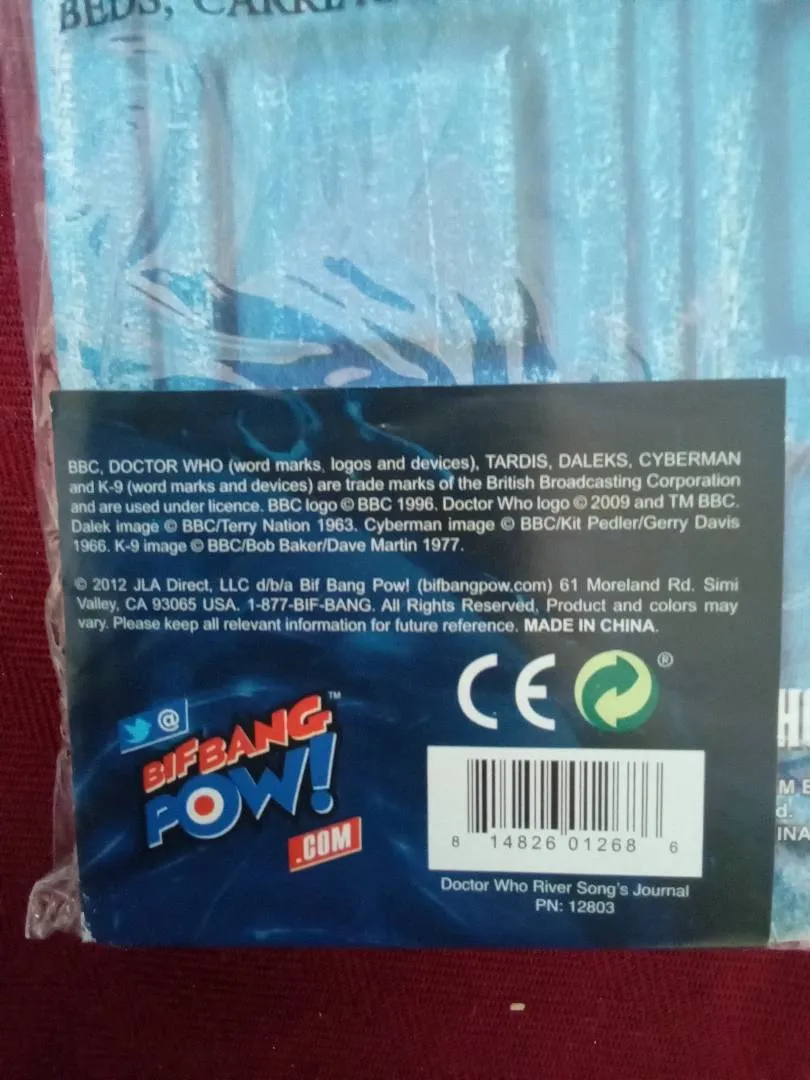 BEDS,
BBC, DOCTOR WHO (word marks, logos and devices), TARDIS, DALEKS, CYBERMAN
and K-9 (word marks and devices) are trade marks of the British Broadcasting Corporation
and are used under licence. BBC logo © BBC 1996. Doctor Who logo © 2009 and TM BBC.
Dalek image © BBC/Terry Nation 1963. Cyberman image © BBC/Kit Pedler/Gerry Davis
1966. K-9 image © BBC/Bob Baker/Dave Martin 1977.
© 2012 JLA Direct, LLC d/b/a Bif Bang Pow! (bifbangpow.com) 61 Moreland Rd. Simi
Valley, CA 93065 USA. 1-877-BIF-BANG. All Rights Reserved. Product and colors may
vary. Please keep all relevant information for future reference. MADE IN CHINA.
CE ®
@
BIFBANG™
POW!
.COM
8 14826 01268 6
Doctor Who River Song's Journal
PN: 12803